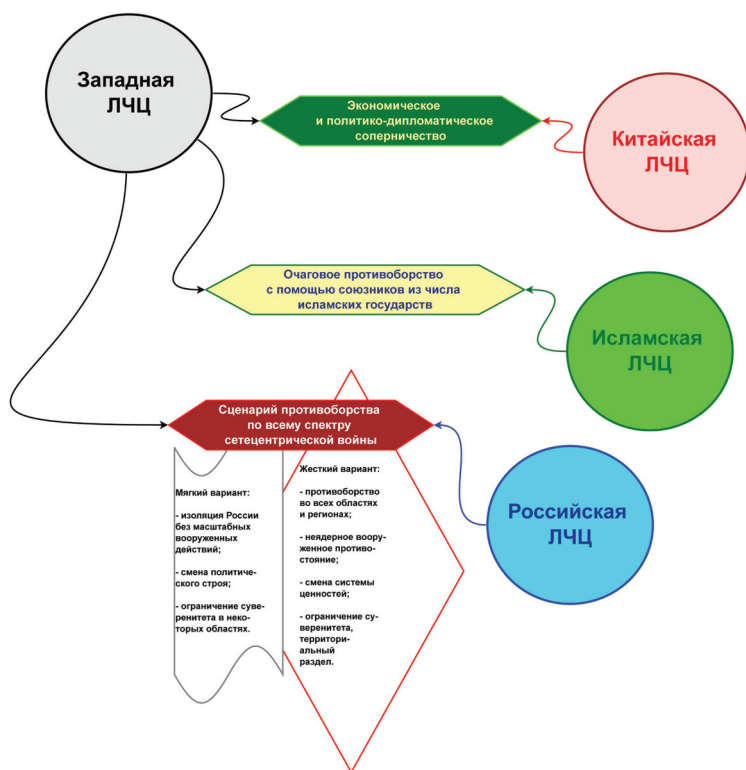 Западная
ЛЧЦ
Экономическое
и политико-дипломатическое
соперничество
Китайская
ЛЧЦ
Очаговое противоборство
с помощью союзников из числа
исламских государств
Исламская
ЛЧЦ
Сценарий противоборства
по всему спектру
сетецентрической войны
Российская
ЛЧЦ
Мягкий вариант:
- изоляция России
без масштабных
вооруженных
действий;
- смена политичес-
ского строя;
- ограничение суве-
ренитета в неко-
торых областях.
Жесткий вариант:
- противоборство
во всех областях
и регионах;
- неядерное воору-
женное противо-
стояние;
- смена системы
ценностей;
- ограничение су-
веренитета,
территори-
альный
раздел.